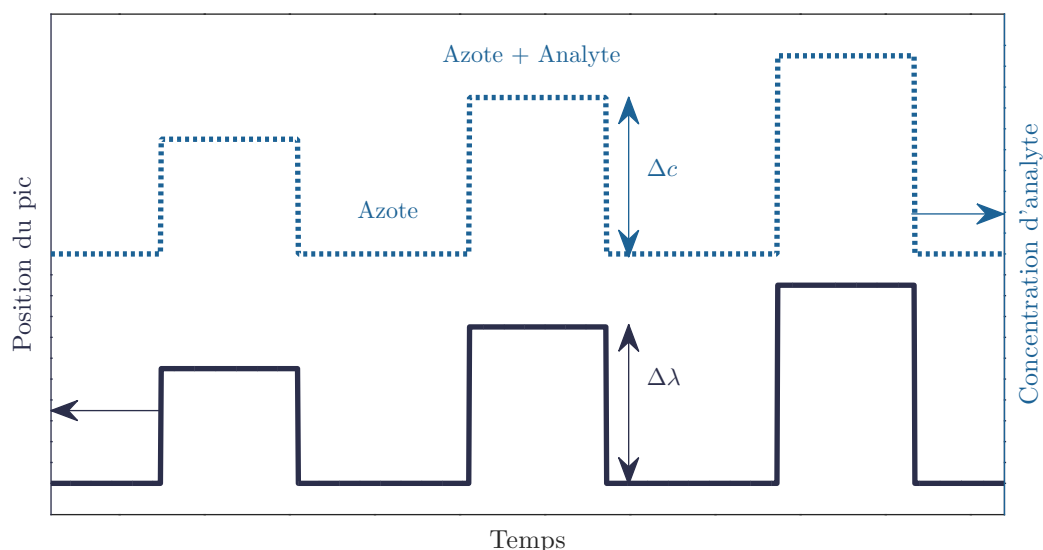 Azote + Analyte
Δc
Azote
Δλ
Position du pic
Concentration d'analyte
Temps